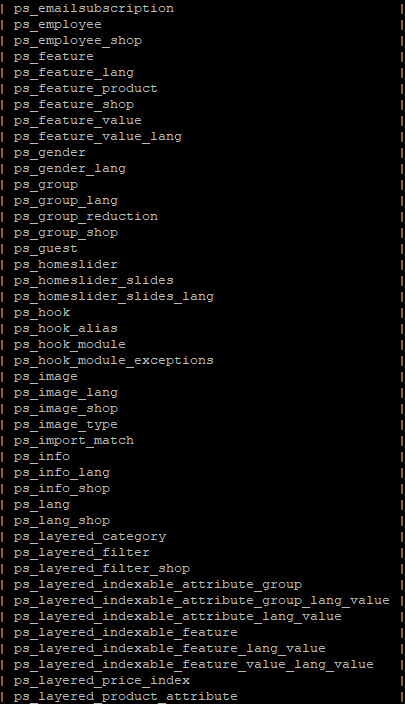 | ps_emailsubscription |
| ps_employee |
| ps_employee_shop |
| ps_feature |
| ps_feature_lang |
| ps_feature_product |
| ps_feature_shop |
| ps_feature_value |
| ps_feature_value_lang |
| ps_gender |
| ps_gender_lang |
| ps_group |
| ps_group_lang |
| ps_group_reduction |
| ps_group_shop |
| ps_guest |
| ps_homeslider |
| ps_homeslider_slides |
| ps_homeslider_slides_lang |
| ps_hook |
| ps_hook_alias |
| ps_hook_module |
| ps_hook_module_exceptions |
| ps_image |
| ps_image_lang |
| ps_image_shop |
| ps_image_type |
| ps_import_match |
| ps_info |
| ps_info_lang |
| ps_info_shop |
| ps_lang |
| ps_lang_shop |
| ps_layered_category |
| ps_layered_filter |
| ps_layered_filter_shop |
| ps_layered_indexable_attribute_group |
| ps_layered_indexable_attribute_group_lang_value |
| ps_layered_indexable_attribute_lang_value |
| ps_layered_indexable_feature |
| ps_layered_indexable_feature_lang_value |
| ps_layered_indexable_feature_value_lang_value |
| ps_layered_price_index |
| ps_layered_product_attribute |